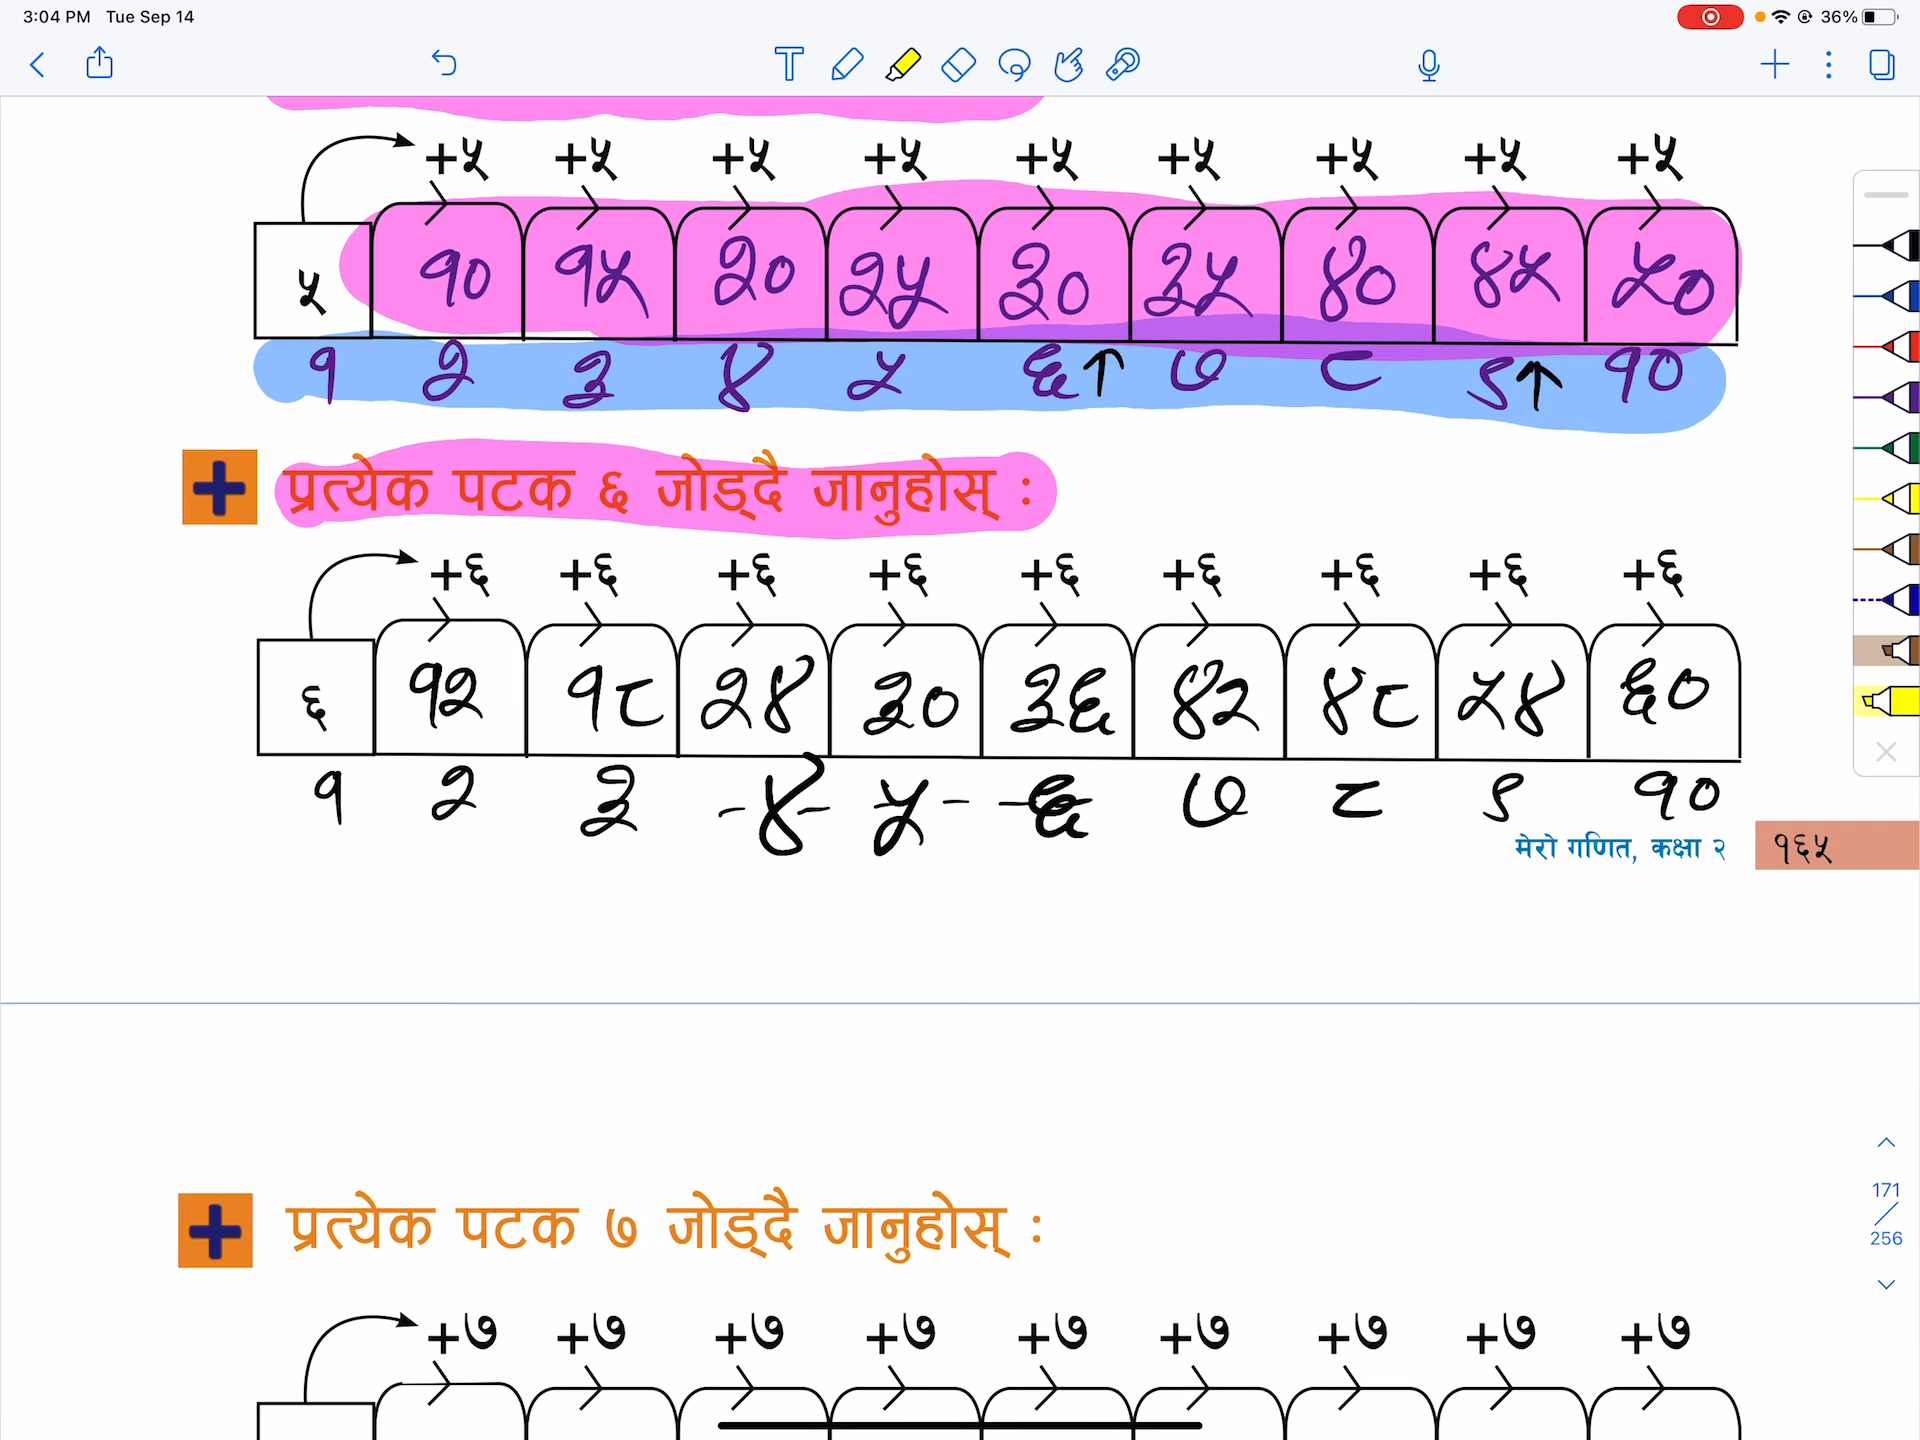 3:04 PM Tue Sep 14
36%
+५ +५ +५ +५ +५ +५ +५ +५ +५
५ १० १५ २० २५ ३० ३५ ४० ४५ ५०
१ २ ३ ४ ५ ६ ७ ८ ९ १०
प्रत्येक पटक ६ जोड्दै जानुहोस् :
+६ +६ +६ +६ +६ +६ +६ +६ +६
६ १२ १८ २४ ३० ३६ ४२ ४८ ५४ ६०
१ २ ३ ४ ५ ६ ७ ८ ९ १०
मेरो गणित, कक्षा २ १६५
प्रत्येक पटक ७ जोड्दै जानुहोस् :
+७ +७ +७ +७ +७ +७ +७ +७ +७
171
256